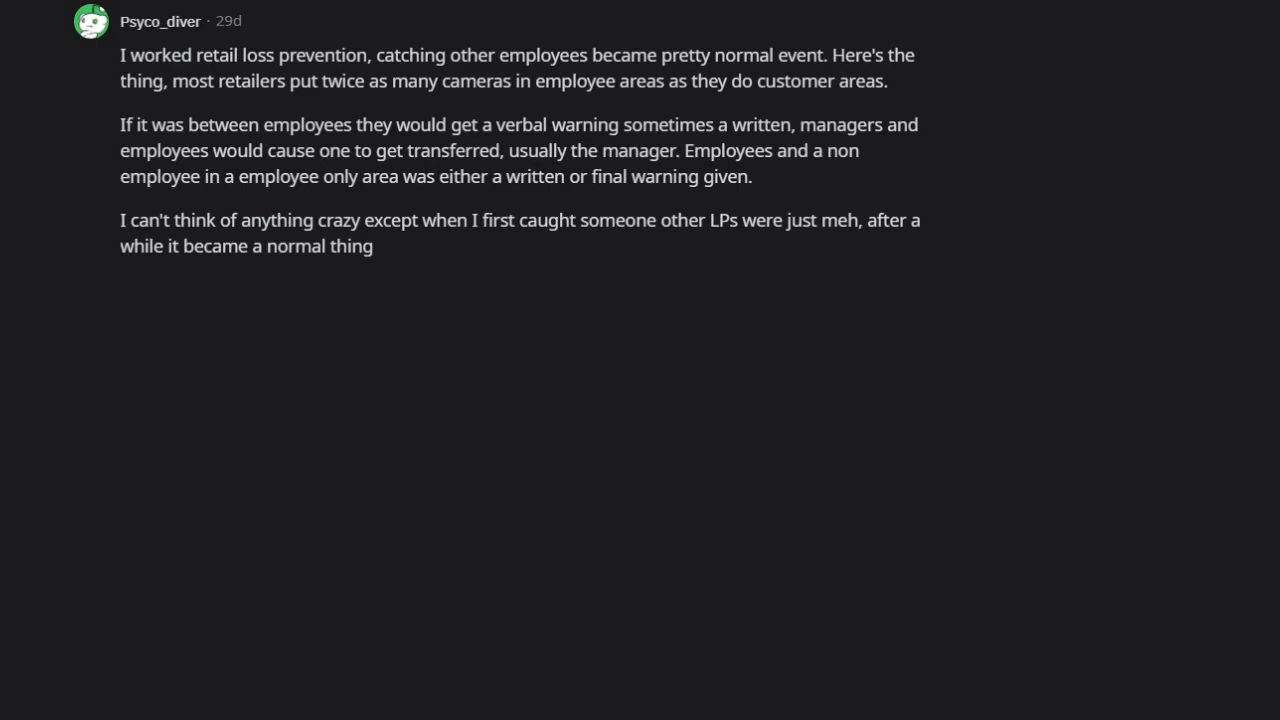 Psyco_diver · 29d
I worked retail loss prevention, catching other employees became pretty normal event. Here's the
thing, most retailers put twice as many cameras in employee areas as they do customer areas.
If it was between employees they would get a verbal warning sometimes a written, managers and
employees would cause one to get transferred, usually the manager. Employees and a non
employee in a employee only area was either a written or final warning given.
I can't think of anything crazy except when I first caught someone other LPs were just meh, after a
while it became a normal thing